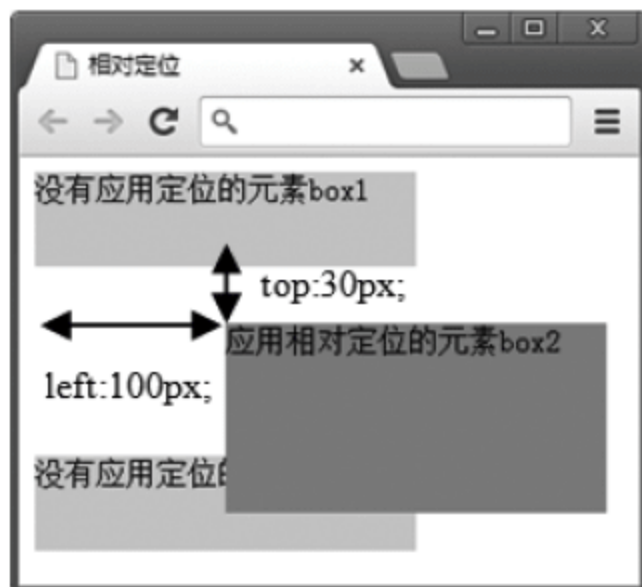 相对定位
没有应用定位的元素box1
top:30px;
应用相对定位的元素box2
left:100px;
没有应用定位的